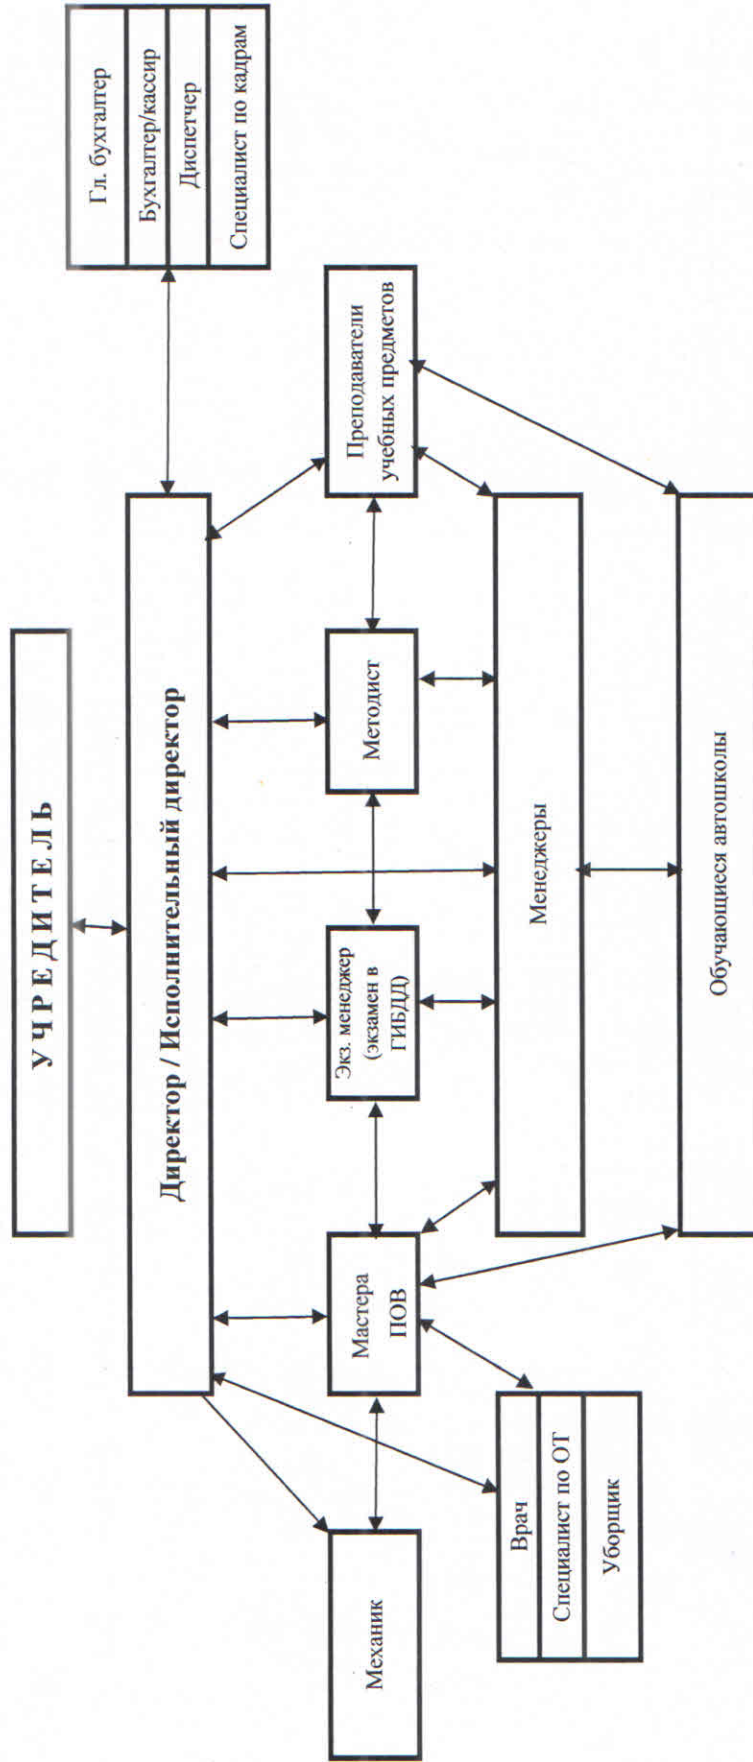 УЧРЕДИТЕЛЬ
Гл. бухгалтер
Бухгалтер/кассир
Диспетчер
Специалист по кадрам
Директор / Исполнительный директор
Механик
Мастера
ПОВ
Экз. менеджер
(экзамен в
ГИБДД)
Методист
Преподаватели
учебных предметов
Врач
Специалист по ОТ
Уборщик
Менеджеры
Обучающиеся автошколы